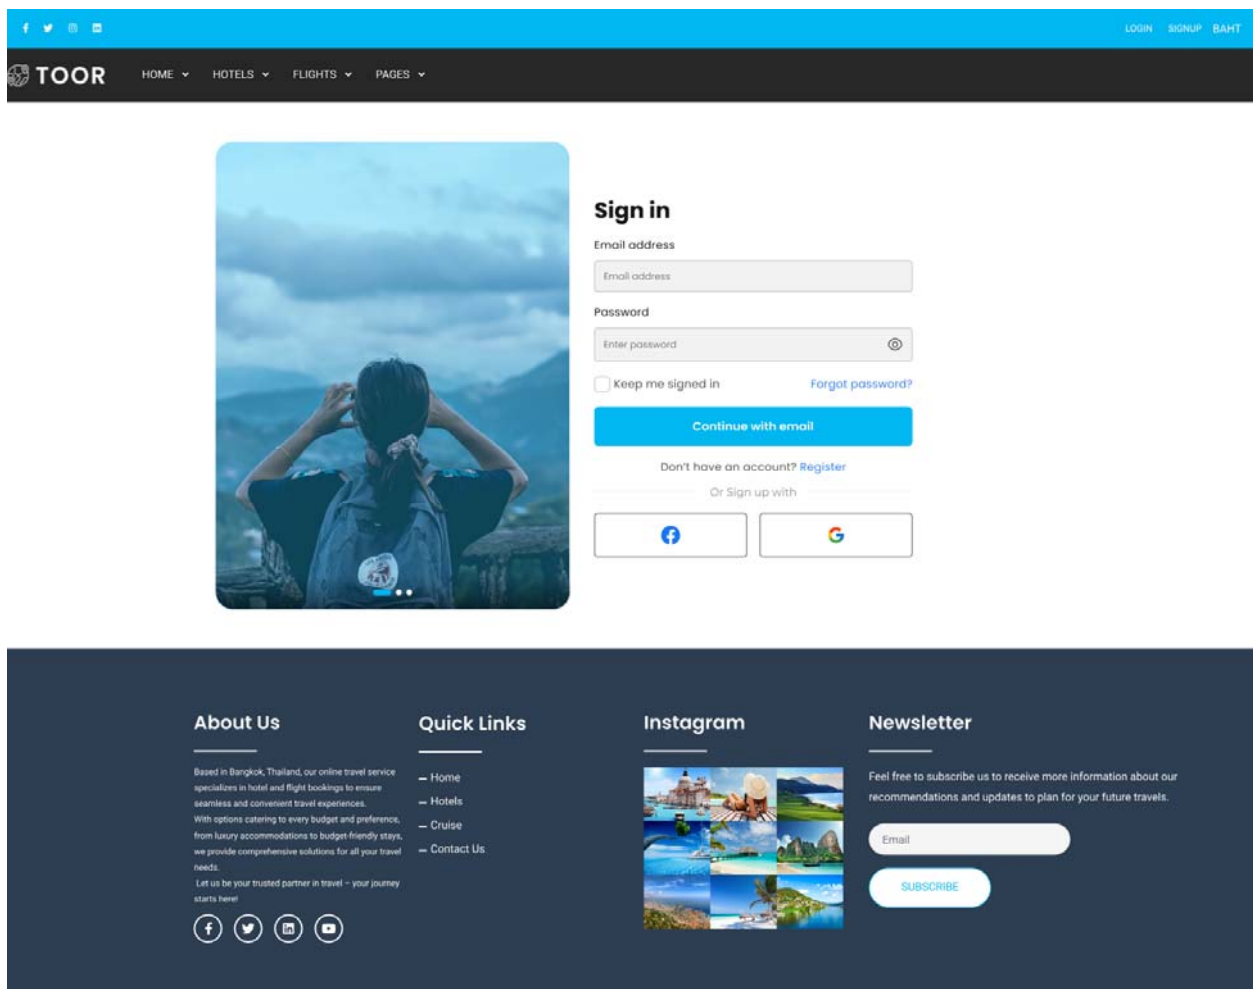 LOGIN SIGNUP BAHT
TOOR HOME HOTELS FLIGHTS PAGES
Sign in
Email address
Email address
Password
Enter password
Keep me signed in Forgot password?
Continue with email
Don't have an account? Register
Or Sign up with
About Us
Based in Bangkok, Thailand, our online travel service
specializes in hotel and flight bookings to ensure
seamless and convenient travel experiences.
With options catering to every budget and preference,
from luxury accommodations to budget-friendly stays,
we provide comprehensive solutions for all your travel
needs.
Let us be your trusted partner in travel – your journey
starts here!
Quick Links
Home
Hotels
Cruise
Contact Us
Instagram
Newsletter
Feel free to subscribe us to receive more information about our
recommendations and updates to plan for your future travels.
Email
SUBSCRIBE